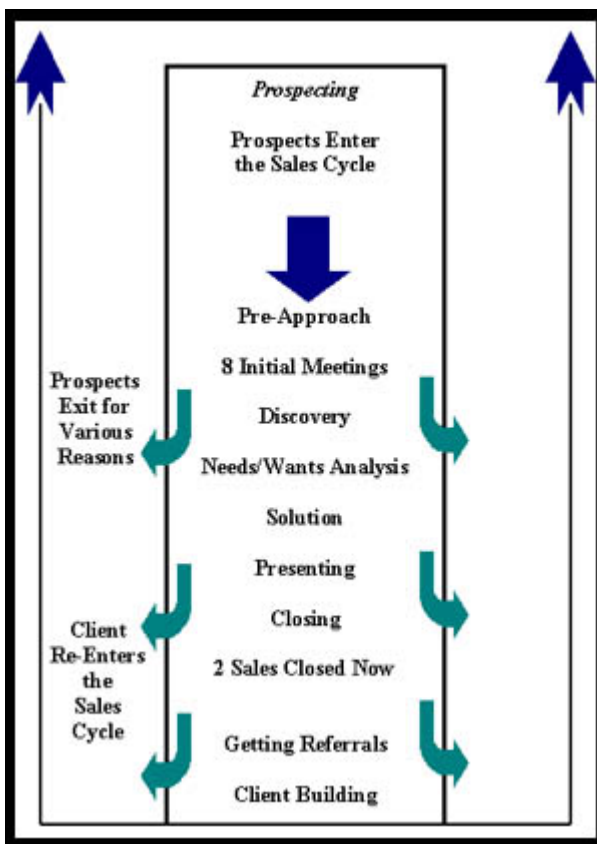 Prospecting
Prospects Enter
the Sales Cycle
Pre-Approach
8 Initial Meetings
Prospects
Exit for
Various
Reasons
Discovery
Needs/Wants Analysis
Solution
Presenting
Closing
Client
Re-Enters
the
Sales
Cycle
2 Sales Closed Now
Getting Referrals
Client Building